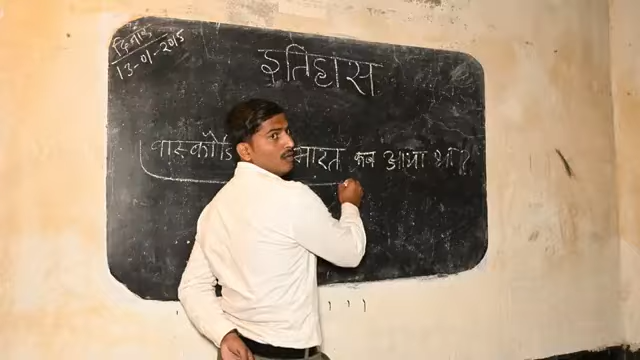 दिनांक
13-01-2015
इतिहास
वास्कोडि भारत कब आया था?